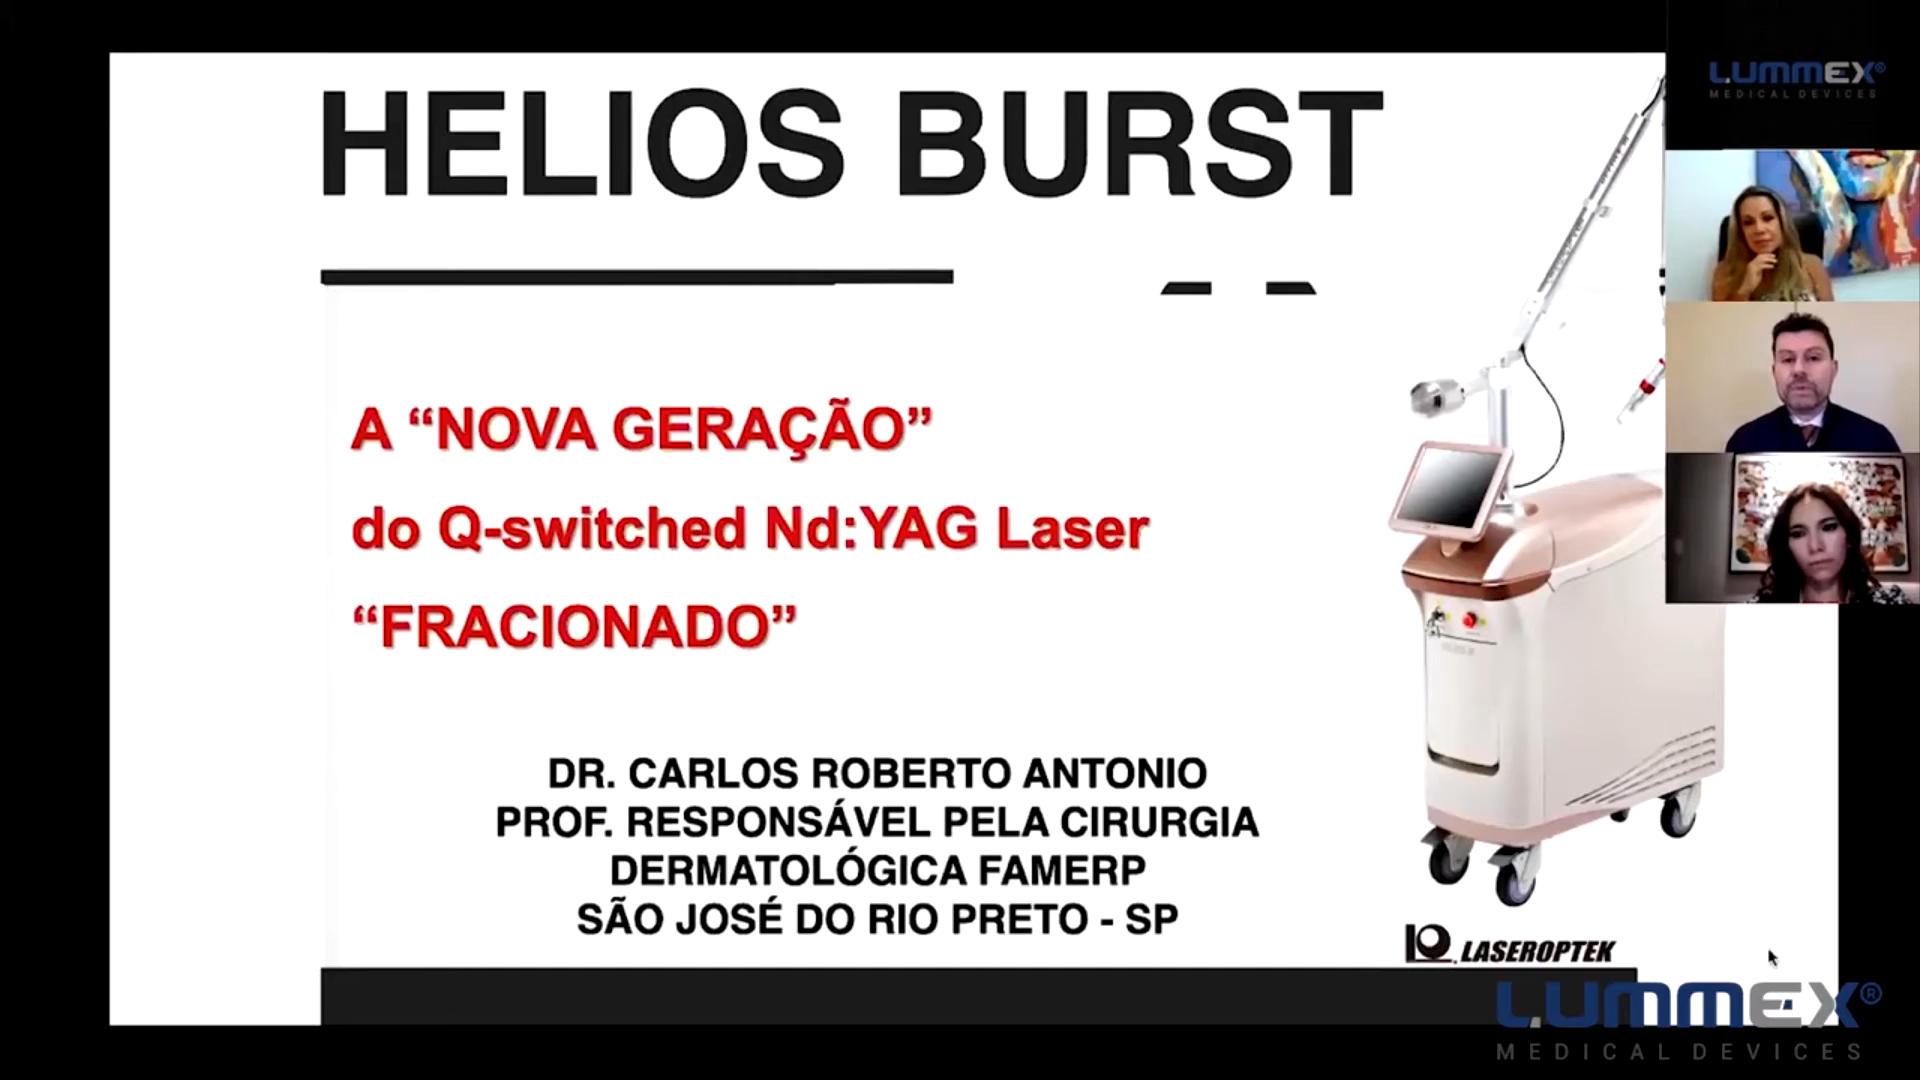 HELIOS BURST
A “NOVA GERAÇÃO”
do Q-switched Nd:YAG Laser
“FRACIONADO”
DR. CARLOS ROBERTO ANTONIO
PROF. RESPONSÁVEL PELA CIRURGIA
DERMATOLÓGICA FAMERP
SÃO JOSÉ DO RIO PRETO - SP
LASEROPTEK
LUMMEX®
MEDICAL DEVICES
LUMMEX®
MEDICAL DEVICES